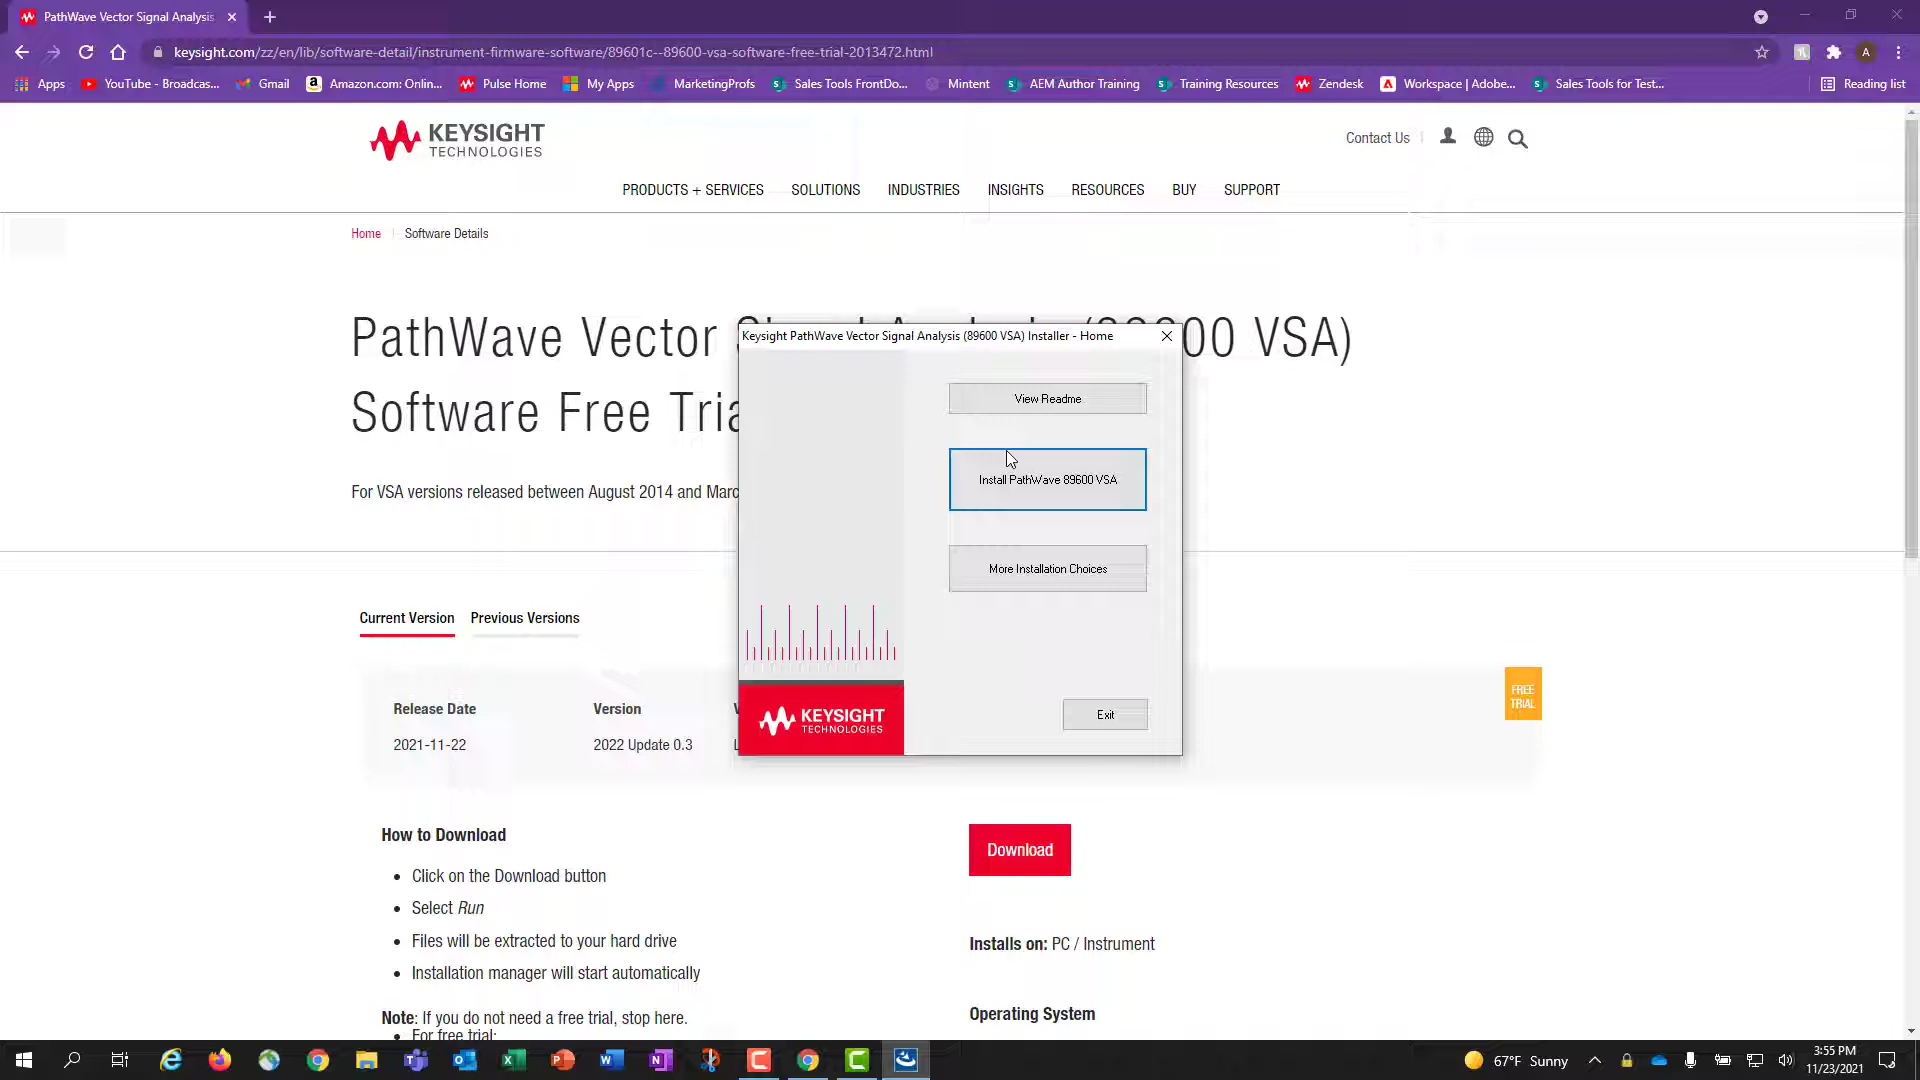 PathWave Vector Signal Analysis
keysight.com/zz/en/lib/software-detail/instrument-firmware-software/89601c--89600-vsa-software-free-trial-2013472.html
A
Apps YouTube - Broadcas... Gmail Amazon.com: Onlin... Pulse Home My Apps MarketingProfs Sales Tools FrontDo... Mintent AEM Author Training Training Resources Zendesk Workspace | Adobe... Sales Tools for Test... Reading list
KEYSIGHT
TECHNOLOGIES
Contact Us
PRODUCTS + SERVICES SOLUTIONS INDUSTRIES INSIGHTS RESOURCES BUY SUPPORT
Home Software Details
PathWave Vector 00 VSA)
Software Free Tria
For VSA versions released between August 2014 and Marc
Keysight PathWave Vector Signal Analysis (89600 VSA) Installer - Home
View Readme
Install PathWave 89600 VSA
More Installation Choices
KEYSIGHT
TECHNOLOGIES
Exit
Current Version Previous Versions
FREE
TRIAL
Release Date Version
2021-11-22 2022 Update 0.3
How to Download
Download
Click on the Download button
Select Run
Files will be extracted to your hard drive
Installation manager will start automatically
Installs on: PC / Instrument
Note: If you do not need a free trial, stop here.
For free trial:
Operating System
67°F Sunny
3:55 PM
11/23/2021